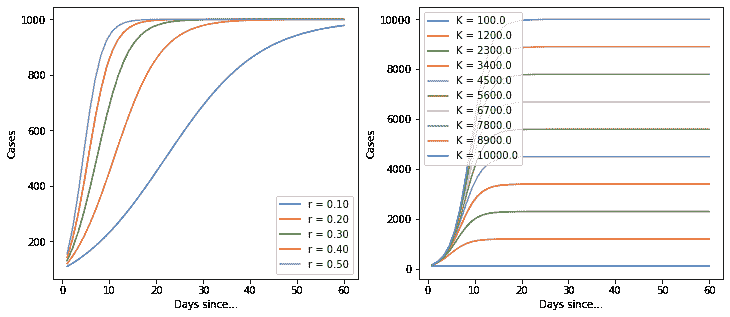 1000
800
600
400
200
Cases
0 10 20 30 40 50 60
Days since...
r = 0.10
r = 0.20
r = 0.30
r = 0.40
r = 0.50
10000
8000
6000
4000
2000
0
Cases
0 10 20 30 40 50 60
Days since...
K = 100.0
K = 1200.0
K = 2300.0
K = 3400.0
K = 4500.0
K = 5600.0
K = 6700.0
K = 7800.0
K = 8900.0
K = 10000.0